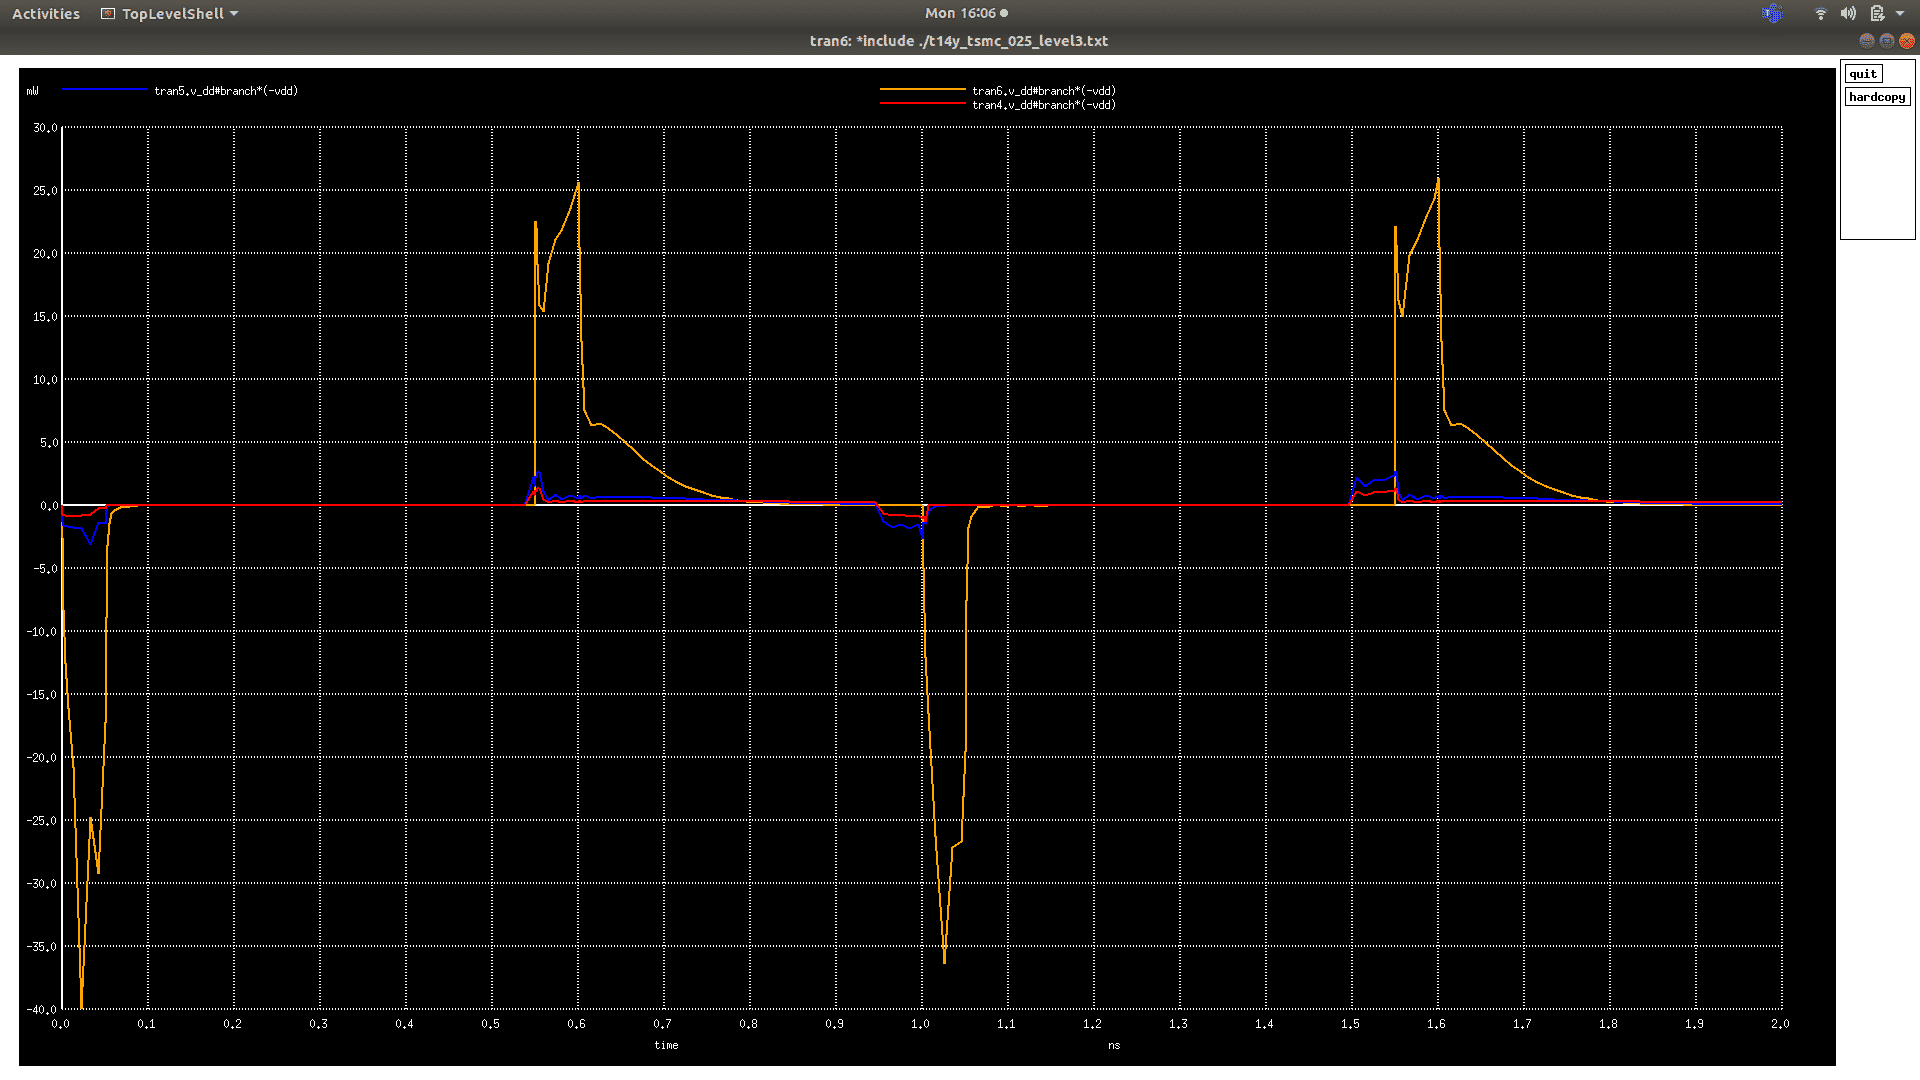 Activities TopLevelShell Mon 16:06
tran6: *include ./t14y_tsmc_025_level3.txt
quit
hardcopy
mW tran5.v_dd#branch*(-vdd) tran6.v_dd#branch*(-vdd)
tran4.v_dd#branch*(-vdd)
30.0
25.0
20.0
15.0
10.0
5.0
0.0
-5.0
-10.0
-15.0
-20.0
-25.0
-30.0
-35.0
-40.0
0.0 0.1 0.2 0.3 0.4 0.5 0.6 0.7 0.8 0.9 1.0 1.1 1.2 1.3 1.4 1.5 1.6 1.7 1.8 1.9 2.0
time ns